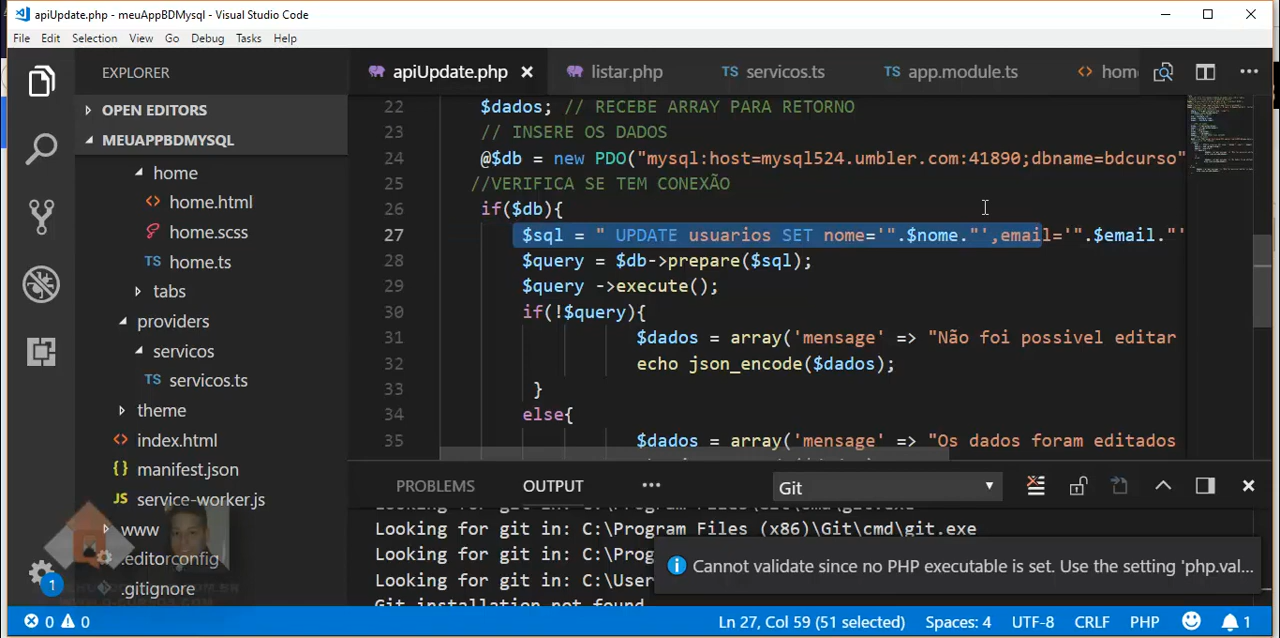 apiUpdate.php - meuAppBDMysql - Visual Studio Code
File Edit Selection View Go Debug Tasks Help
EXPLORER
apiUpdate.php listar.php servicos.ts app.module.ts hom
OPEN EDITORS
MEUAPPBDMYSQL
home
home.html
home.scss
home.ts
tabs
providers
servicos
servicos.ts
theme
index.html
manifest.json
service-worker.js
www
.editorconfig
.gitignore
22 $dados; // RECEBE ARRAY PARA RETORNO
23 // INSERE OS DADOS
24 @$db = new PDO("mysql:host=mysql524.umbler.com:41890;dbname=bdcurso"
25 //VERIFICA SE TEM CONEXÃO
26 if($db){
27 $sql = " UPDATE usuarios SET nome='".$nome."',email='".$email."'
28 $query = $db->prepare($sql);
29 $query ->execute();
30 if(!$query){
31 $dados = array('mensage' => "Não foi possivel editar
32 echo json_encode($dados);
33 }
34 else{
35 $dados = array('mensage' => "Os dados foram editados
PROBLEMS OUTPUT ••• Git
Looking for git in: C:\Program Files (x86)\Git\cmd\git.exe
Looking for git in: C:\Prog
Looking for git in: C:\User
Git installation not found
Cannot validate since no PHP executable is set. Use the setting 'php.val...
1
0 0 Ln 27, Col 59 (51 selected) Spaces: 4 UTF-8 CRLF PHP 1